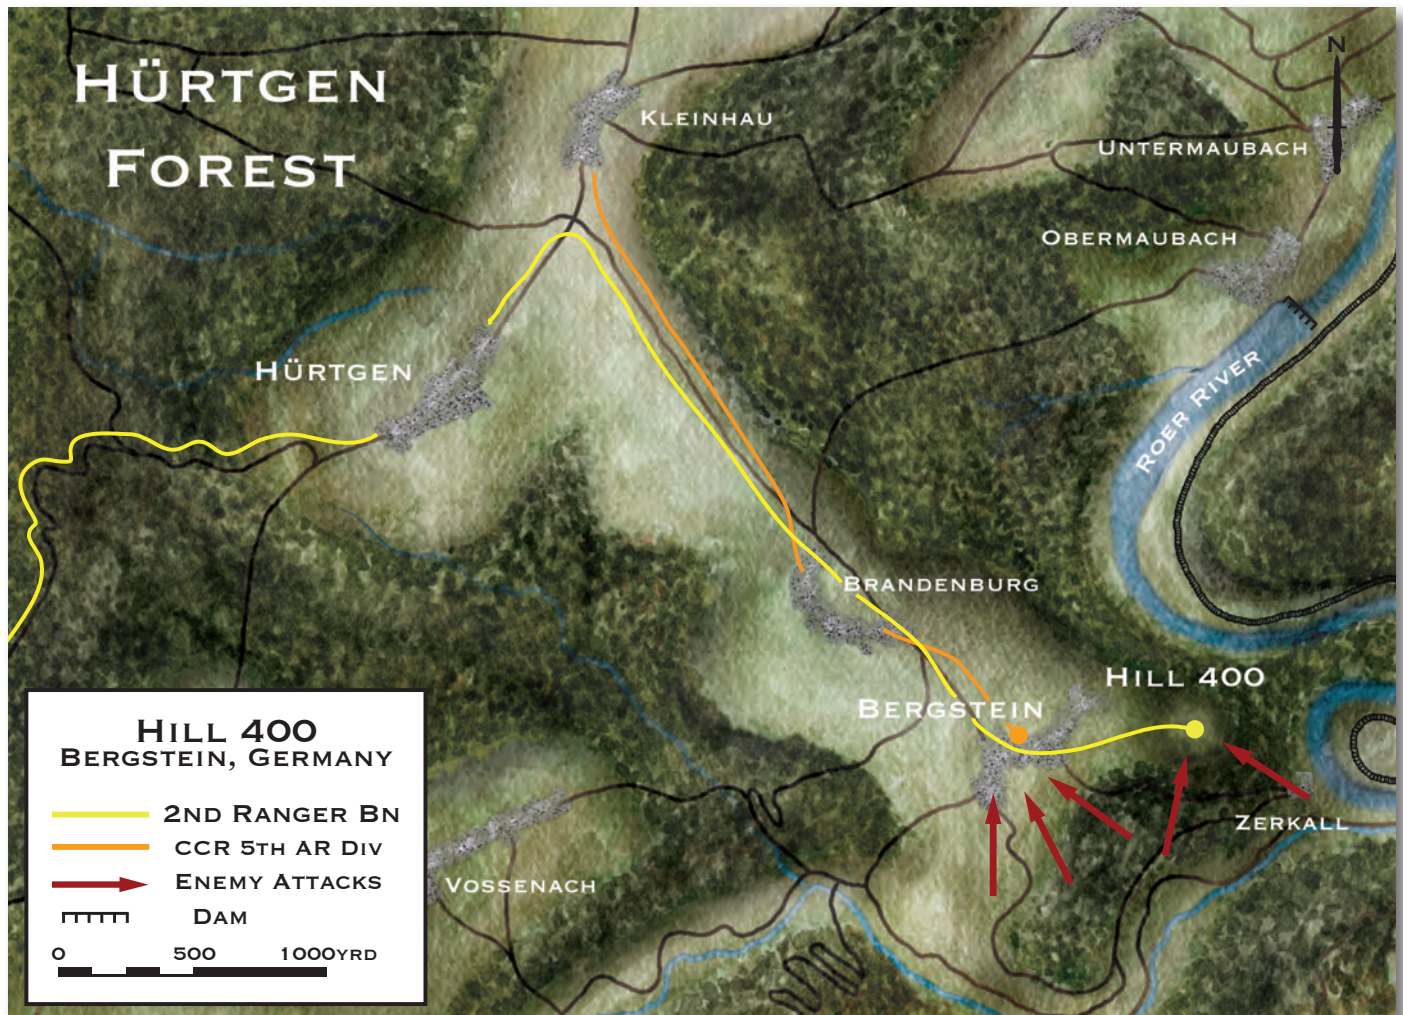 HÜRTGEN
FOREST
N
KLEINHAU
UNTERMAUBACH
OBERMAUBACH
HÜRTGEN
ROER RIVER
BRANDENBURG
HILL 400
BERGSTEIN
ZERKALL
VOSSENACH
HILL 400
BERGSTEIN, GERMANY
2ND RANGER BN
CCR 5TH AR DIV
ENEMY ATTACKS
DAM
0 500 1000YRD